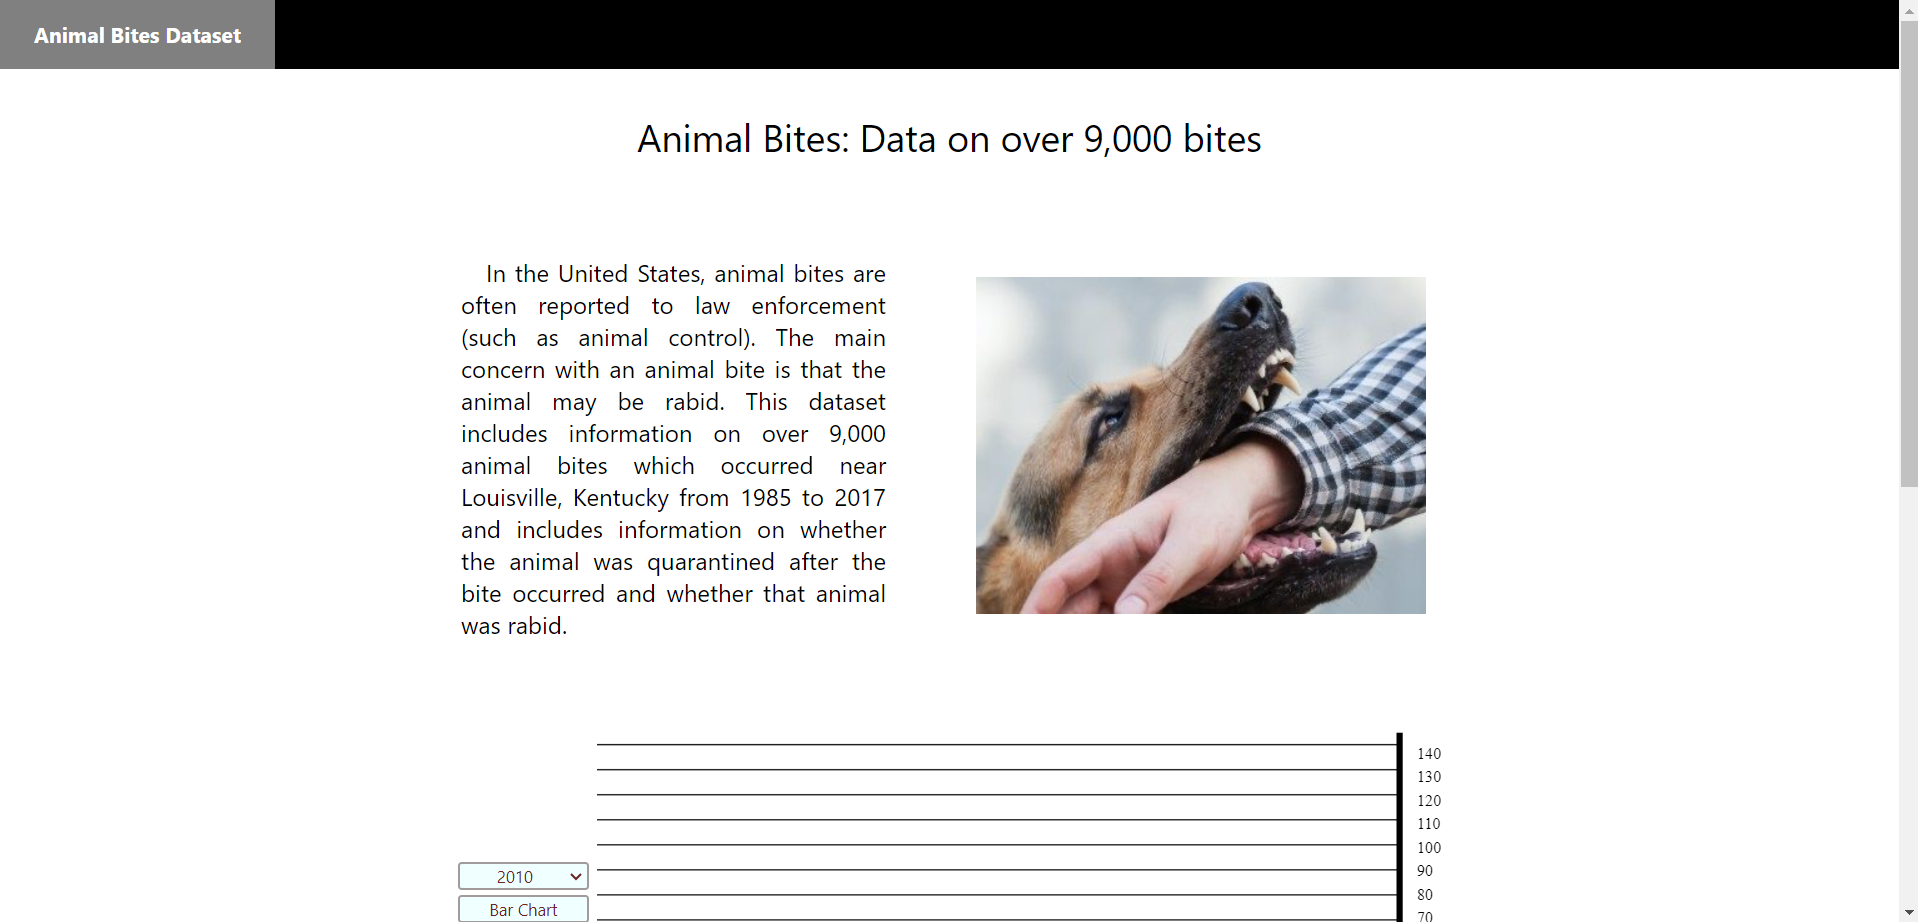 Animal Bites Dataset
Animal Bites: Data on over 9,000 bites
In the United States, animal bites are
often reported to law enforcement
(such as animal control). The main
concern with an animal bite is that the
animal may be rabid. This dataset
includes information on over 9,000
animal bites which occurred near
Louisville, Kentucky from 1985 to 2017
and includes information on whether
the animal was quarantined after the
bite occurred and whether that animal
was rabid.
140
130
120
110
100
90
80
70
2010
Bar Chart